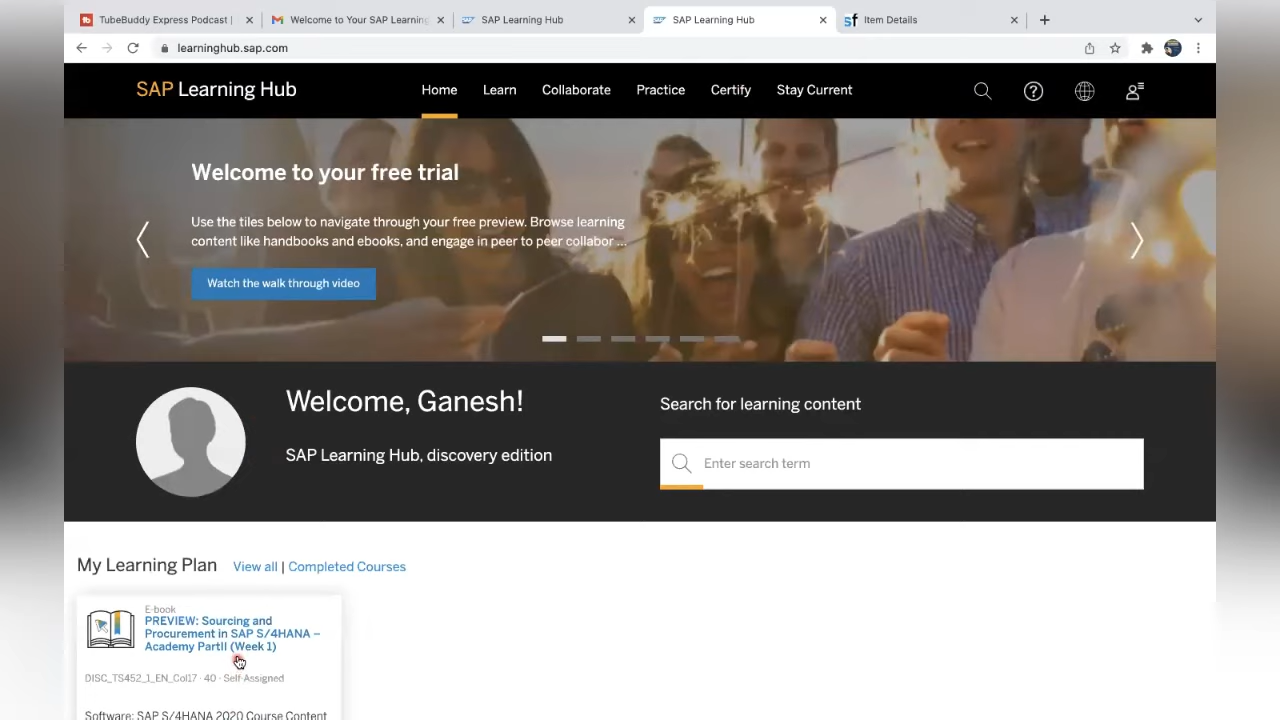 TubeBuddy Express Podcast |
Welcome to Your SAP Learning
SAP Learning Hub
SAP Learning Hub
Item Details
learninghub.sap.com
SAP Learning Hub
Home
Learn
Collaborate
Practice
Certify
Stay Current
Welcome to your free trial
Use the tiles below to navigate through your free preview. Browse learning
content like handbooks and ebooks, and engage in peer to peer collabor ...
Watch the walk through video
Welcome, Ganesh!
SAP Learning Hub, discovery edition
Search for learning content
Enter search term
My Learning Plan
View all | Completed Courses
E-book
PREVIEW: Sourcing and
Procurement in SAP S/4HANA –
Academy PartII (Week 1)
DISC_TS452_1_EN_Col17 · 40 · Self-Assigned
Software: SAP S/4HANA 2020 Course Content